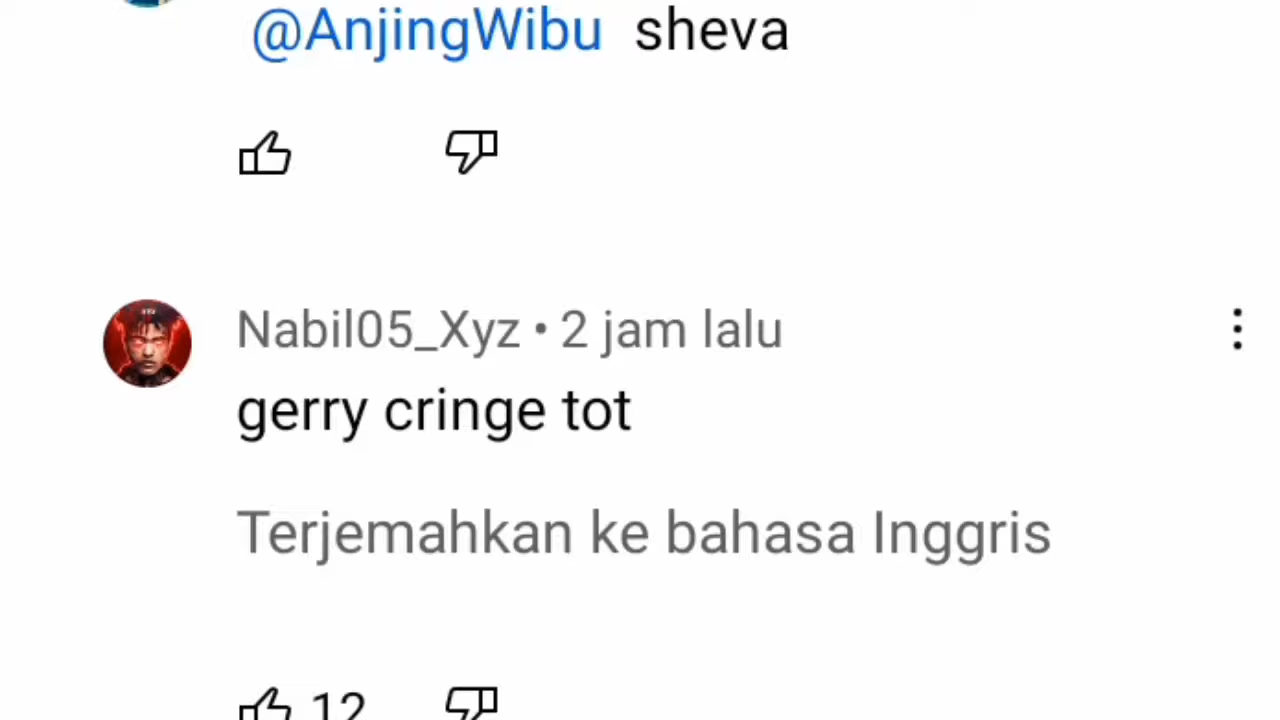 @AnjingWibu sheva
Nabil05_Xyz • 2 jam lalu
gerry cringe tot
Terjemahkan ke bahasa Inggris
12